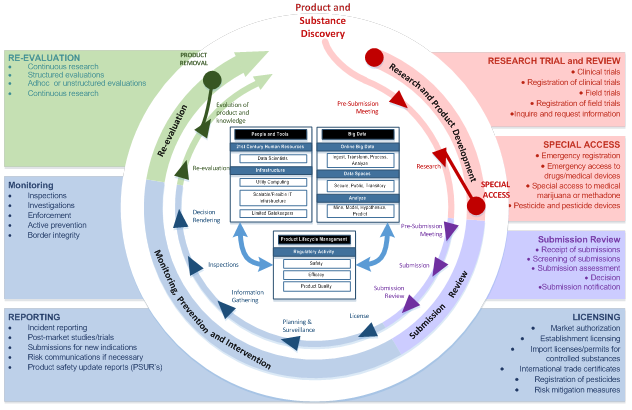 Product and
Substance
Discovery
RE-EVALUATION
• Continuous research
• Structured evaluations
• Adhoc or unstructured evaluations
• Continuous research
Monitoring
• Inspections
• Investigations
• Enforcement
• Active prevention
• Border integrity
REPORTING
• Incident reporting
• Post-market studies/trials
• Submissions for new indications
• Risk communications if necessary
• Product safety update reports (PSUR's)
PRODUCT
REMOVAL
Evolution of
product and
knowledge
Re-evaluation
Re-evaluation
Decision
Rendering
Inspections
Information
Gathering
Planning &
Surveillance
License
Monitoring, Prevention and Intervention
People and Tools
21st Century Human Resources
Data Scientists
Infrastructure
Utility Computing
Scalable/Flexible IT
Infrastructure
Limited Gatekeepers
Big Data
Online Big Data
Ingest, Transform, Process,
Analyze
Data Spaces
Secure, Public, Transitory
Analyze
Mine, Model, Hypothesize,
Predict
Product Lifecycle Management
Regulatory Activity
Safety
Efficacy
Product Quality
Pre-Submission
Meeting
Research
Research and Product Development
SPECIAL
ACCESS
Pre-Submission
Meeting
Submission
Submission
Review
Submission Review
RESEARCH TRIAL and REVIEW
• Clinical trials
• Registration of clinical trials
• Field trials
• Registration of field trials
•Inquire and request information
SPECIAL ACCESS
• Emergency registration
• Emergency access to
drugs/medical devices
• Special access to medical
marijuana or methadone
• Pesticide and pesticide devices
Submission Review
• Receipt of submissions
• Screening of submissions
• Submission assessment
• Decision
•Submission notification
LICENSING
• Market authorization
• Establishment licensing
• Import licenses/permits for
controlled substances
• International trade certificates
• Registration of pesticides
• Risk mitigation measures